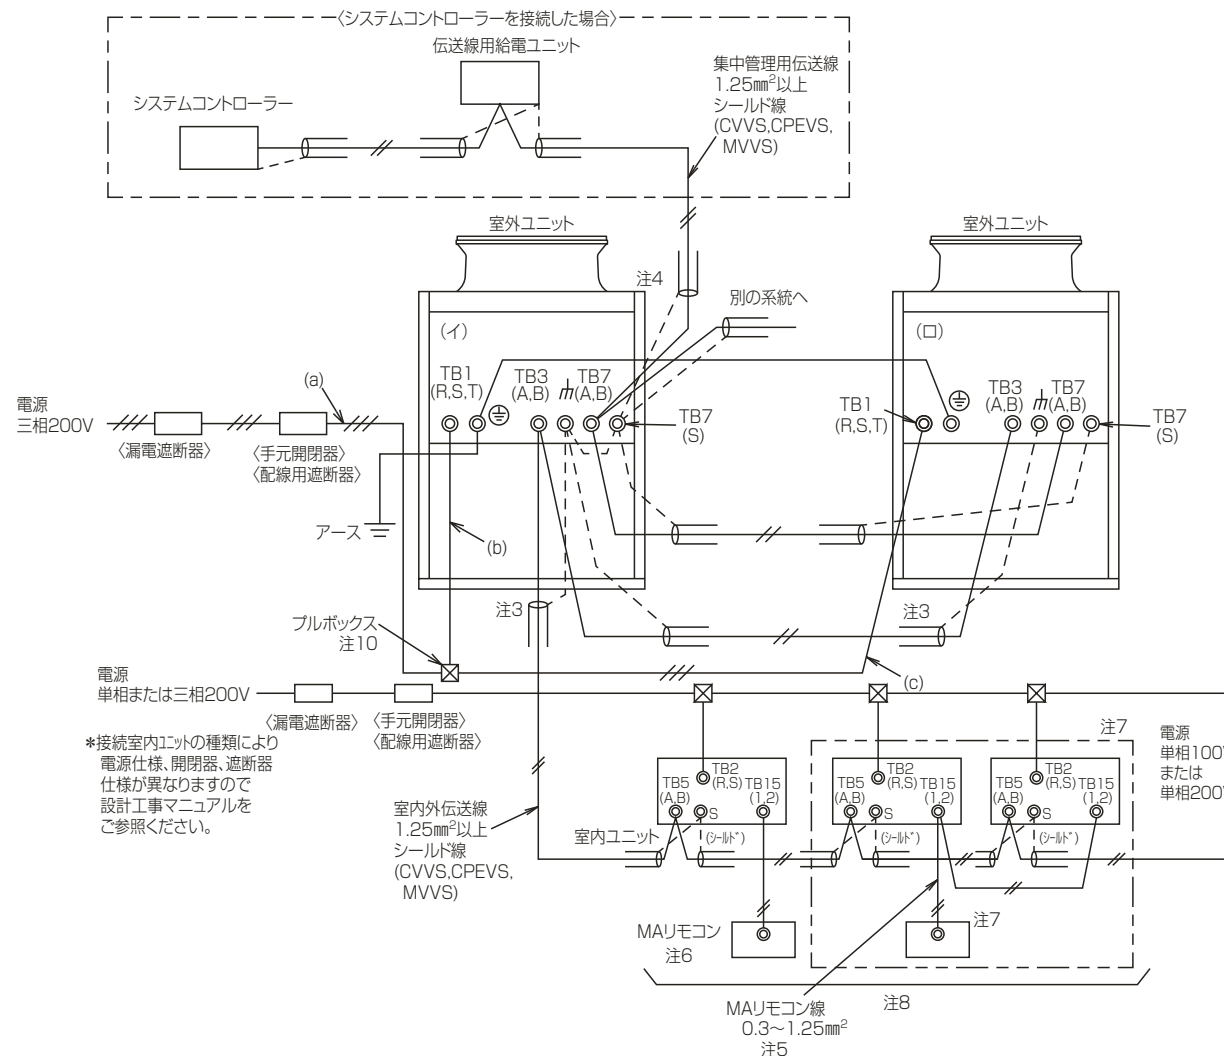 〈システムコントローラーを接続した場合〉
伝送線用給電ユニット
システムコントローラー
集中管理用伝送線
1.25mm²以上
シールド線
(CVVS,CPEVS,
MVVS)
室外ユニット
室外ユニット
注4
別の系統へ
(イ)
(ロ)
TB1
(R,S,T)
TB3
(A,B)
TB7
(A,B)
TB7
(S)
TB1
(R,S,T)
TB3
(A,B)
TB7
(A,B)
TB7
(S)
(a)
電源
三相200V
〈漏電遮断器〉
〈手元開閉器〉
〈配線用遮断器〉
アース
(b)
注3
注3
プルボックス
注10
(c)
電源
単相または三相200V
〈漏電遮断器〉
〈手元開閉器〉
〈配線用遮断器〉
*接続室内ユニットの種類により
電源仕様、開閉器、遮断器
仕様が異なりますので
設計工事マニュアルを
ご参照ください。
注7
電源
単相100V
または
単相200V
TB5
(A,B)
TB2
(R,S)
TB15
(1,2)
S
(シールド)
TB5
(A,B)
TB2
(R,S)
TB15
(1,2)
S
(シールド)
TB5
(A,B)
TB2
(R,S)
TB15
(1,2)
S
(シールド)
室内ユニット
室内外伝送線
1.25mm²以上
シールド線
(CVVS,CPEVS,
MVVS)
MAリモコン
注6
注7
注8
MAリモコン線
0.3～1.25mm²
注5